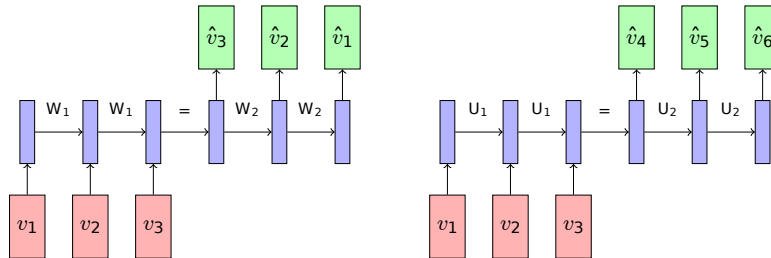 v̂₃ v̂₂ v̂₁ v̂₄ v̂₅ v̂₆
W₁ W₁ = W₂ W₂ U₁ U₁ = U₂ U₂
v₁ v₂ v₃ v₁ v₂ v₃